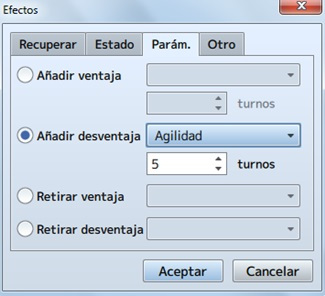 Efectos
Recuperar Estado Parám. Otro
Añadir ventaja
turnos
Añadir desventaja Agilidad
5 turnos
Retirar ventaja
Retirar desventaja
Aceptar Cancelar